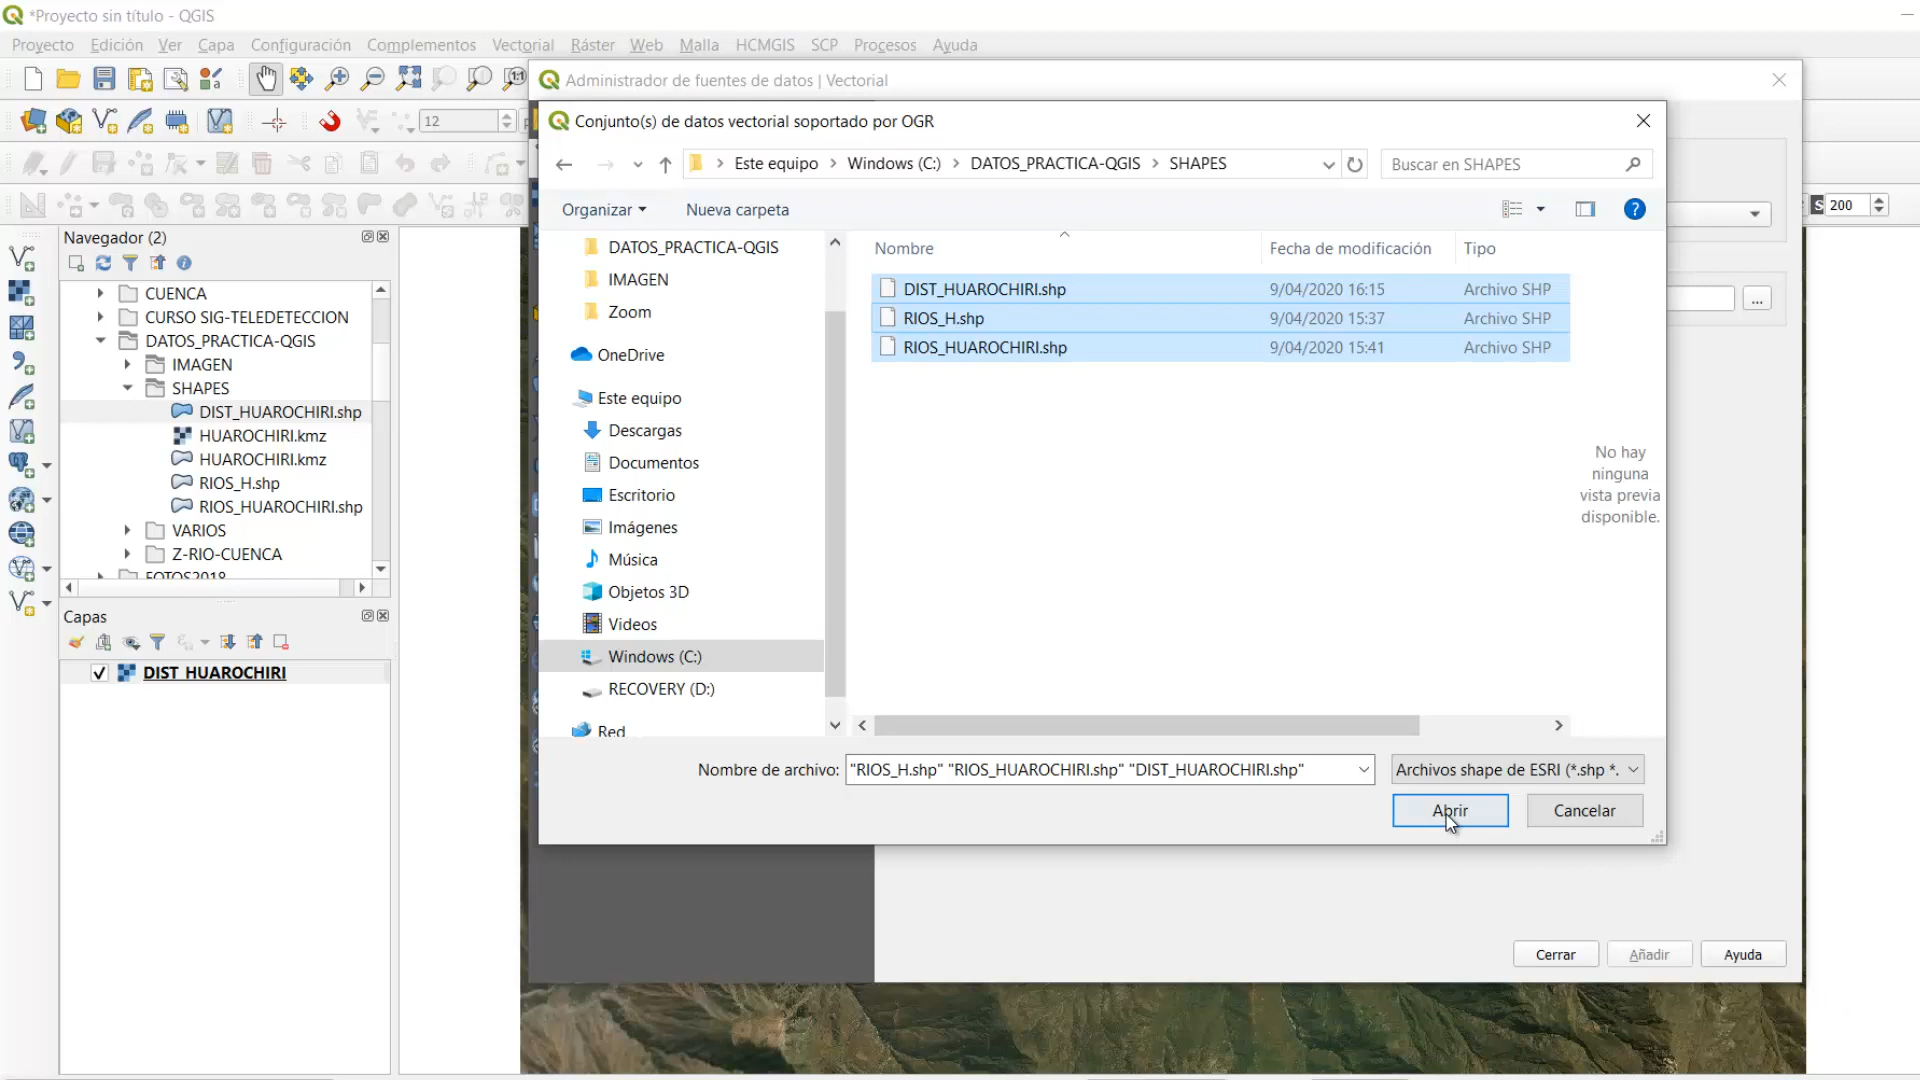 *Proyecto sin título - QGIS
Proyecto Edición Ver Capa Configuración Complementos Vectorial Ráster Web Malla HCMGIS SCP Procesos Ayuda
12
200
Administrador de fuentes de datos | Vectorial
Conjunto(s) de datos vectorial soportado por OGR
Este equipo > Windows (C:) > DATOS_PRACTICA-QGIS > SHAPES
Buscar en SHAPES
Organizar Nueva carpeta
Navegador (2)
CUENCA
CURSO SIG-TELEDETECCION
DATOS_PRACTICA-QGIS
IMAGEN
SHAPES
DIST_HUAROCHIRI.shp
HUAROCHIRI.kmz
HUAROCHIRI.kmz
RIOS_H.shp
RIOS_HUAROCHIRI.shp
VARIOS
Z-RIO-CUENCA
FOTOS2018
Capas
DIST_HUAROCHIRI
DATOS_PRACTICA-QGIS
IMAGEN
Zoom
OneDrive
Este equipo
Descargas
Documentos
Escritorio
Imágenes
Música
Objetos 3D
Videos
Windows (C:)
RECOVERY (D:)
Red
Nombre Fecha de modificación Tipo
DIST_HUAROCHIRI.shp 9/04/2020 16:15 Archivo SHP
RIOS_H.shp 9/04/2020 15:37 Archivo SHP
RIOS_HUAROCHIRI.shp 9/04/2020 15:41 Archivo SHP
No hay
ninguna
vista previa
disponible.
Nombre de archivo: "RIOS_H.shp" "RIOS_HUAROCHIRI.shp" "DIST_HUAROCHIRI.shp" Archivos shape de ESRI (*.shp *.
Abrir Cancelar
...
Cerrar Añadir Ayuda